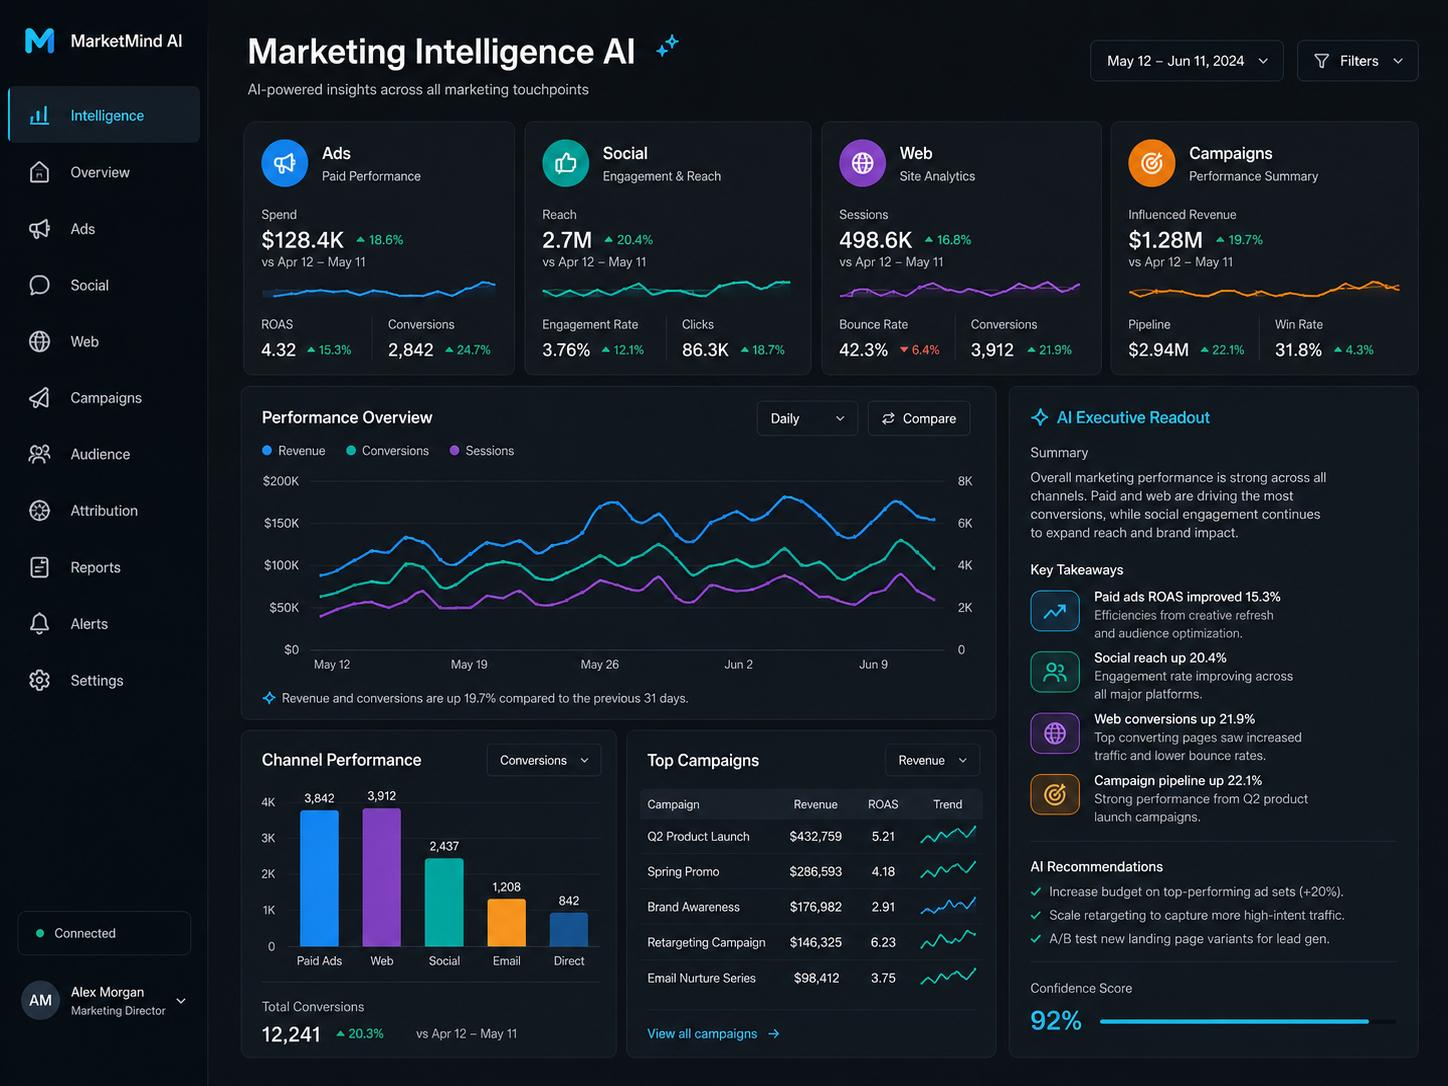 MarketMind AI
Intelligence
Overview
Ads
Social
Web
Campaigns
Audience
Attribution
Reports
Alerts
Settings
Connected
AM
Alex Morgan
Marketing Director
Marketing Intelligence AI
AI-powered insights across all marketing touchpoints
May 12 – Jun 11, 2024
Filters
Ads
Paid Performance
Spend
$128.4K 18.6%
vs Apr 12 – May 11
ROAS
4.32 15.3%
Conversions
2,842 24.7%
Social
Engagement & Reach
Reach
2.7M 20.4%
vs Apr 12 – May 11
Engagement Rate
3.76% 12.1%
Clicks
86.3K 18.7%
Web
Site Analytics
Sessions
498.6K 16.8%
vs Apr 12 – May 11
Bounce Rate
42.3% 6.4%
Conversions
3,912 21.9%
Campaigns
Performance Summary
Influenced Revenue
$1.28M 19.7%
vs Apr 12 – May 11
Pipeline
$2.94M 22.1%
Win Rate
31.8% 4.3%
Performance Overview
Daily
Compare
Revenue Conversions Sessions
$200K 8K
$150K 6K
$100K 4K
$50K 2K
$0 0
May 12 May 19 May 26 Jun 2 Jun 9
Revenue and conversions are up 19.7% compared to the previous 31 days.
Channel Performance
Conversions
4K
3K
2K
1K
0
3,842
3,912
2,437
1,208
842
Paid Ads Web Social Email Direct
Total Conversions
12,241 20.3% vs Apr 12 – May 11
Top Campaigns
Revenue
Campaign Revenue ROAS Trend
Q2 Product Launch $432,759 5.21
Spring Promo $286,593 4.18
Brand Awareness $176,982 2.91
Retargeting Campaign $146,325 6.23
Email Nurture Series $98,412 3.75
View all campaigns →
AI Executive Readout
Summary
Overall marketing performance is strong across all
channels. Paid and web are driving the most
conversions, while social engagement continues
to expand reach and brand impact.
Key Takeaways
Paid ads ROAS improved 15.3%
Efficiencies from creative refresh
and audience optimization.
Social reach up 20.4%
Engagement rate improving across
all major platforms.
Web conversions up 21.9%
Top converting pages saw increased
traffic and lower bounce rates.
Campaign pipeline up 22.1%
Strong performance from Q2 product
launch campaigns.
AI Recommendations
Increase budget on top-performing ad sets (+20%).
Scale retargeting to capture more high-intent traffic.
A/B test new landing page variants for lead gen.
Confidence Score
92%